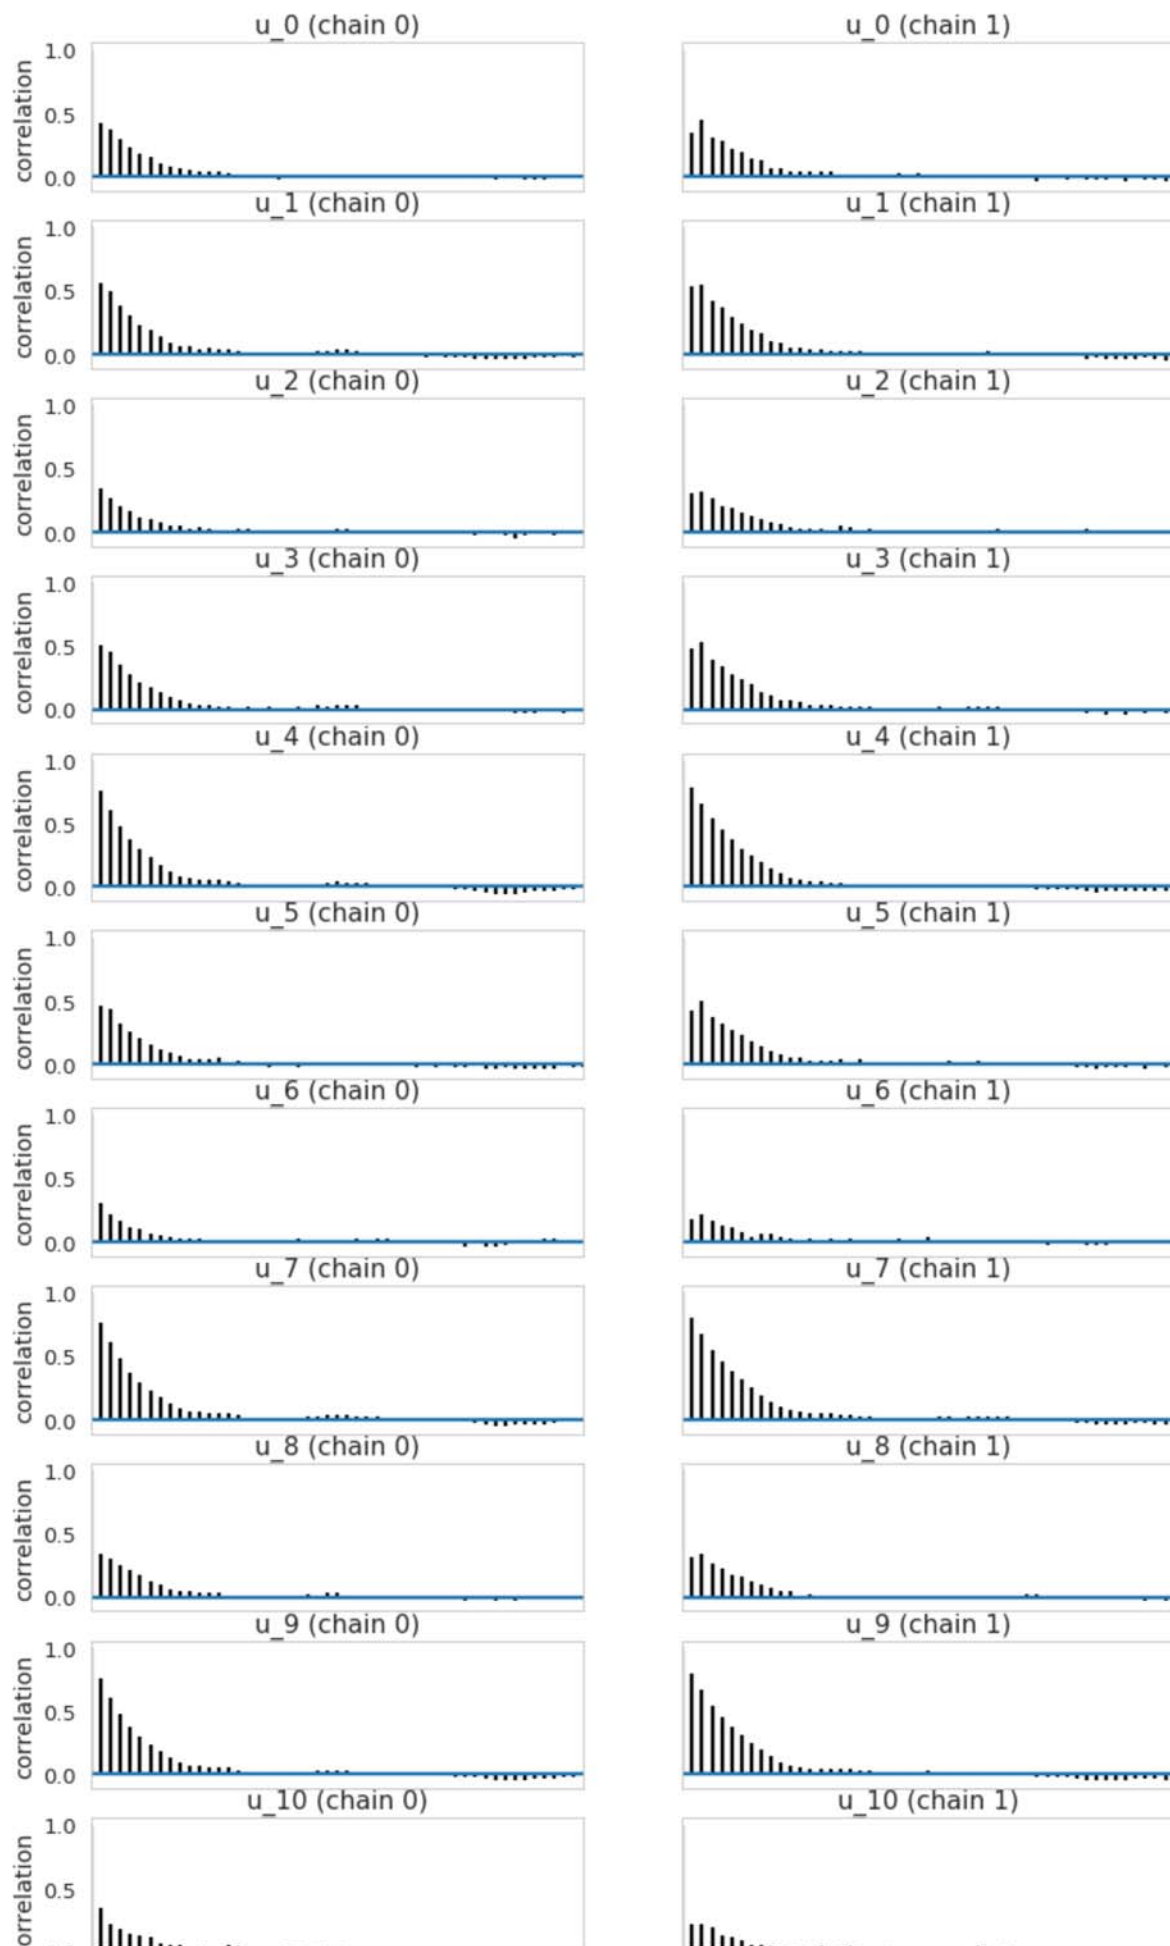 u_0 (chain 0)
u_0 (chain 1)
1.0
0.5
0.0
correlation
u_1 (chain 0)
u_1 (chain 1)
1.0
0.5
0.0
correlation
u_2 (chain 0)
u_2 (chain 1)
1.0
0.5
0.0
correlation
u_3 (chain 0)
u_3 (chain 1)
1.0
0.5
0.0
correlation
u_4 (chain 0)
u_4 (chain 1)
1.0
0.5
0.0
correlation
u_5 (chain 0)
u_5 (chain 1)
1.0
0.5
0.0
correlation
u_6 (chain 0)
u_6 (chain 1)
1.0
0.5
0.0
correlation
u_7 (chain 0)
u_7 (chain 1)
1.0
0.5
0.0
correlation
u_8 (chain 0)
u_8 (chain 1)
1.0
0.5
0.0
correlation
u_9 (chain 0)
u_9 (chain 1)
1.0
0.5
0.0
correlation
u_10 (chain 0)
u_10 (chain 1)
1.0
0.5
orrelation